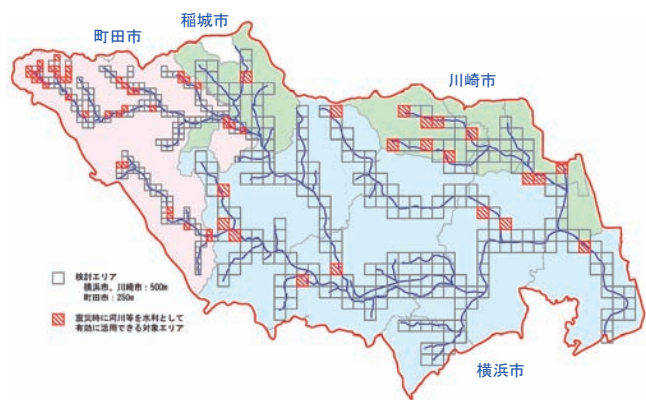 稲城市
町田市
川崎市
検討エリア
横浜市、川崎市：500m
町田市：250m
震災時に河川等を水利として
有効に活用できる対象エリア
横浜市